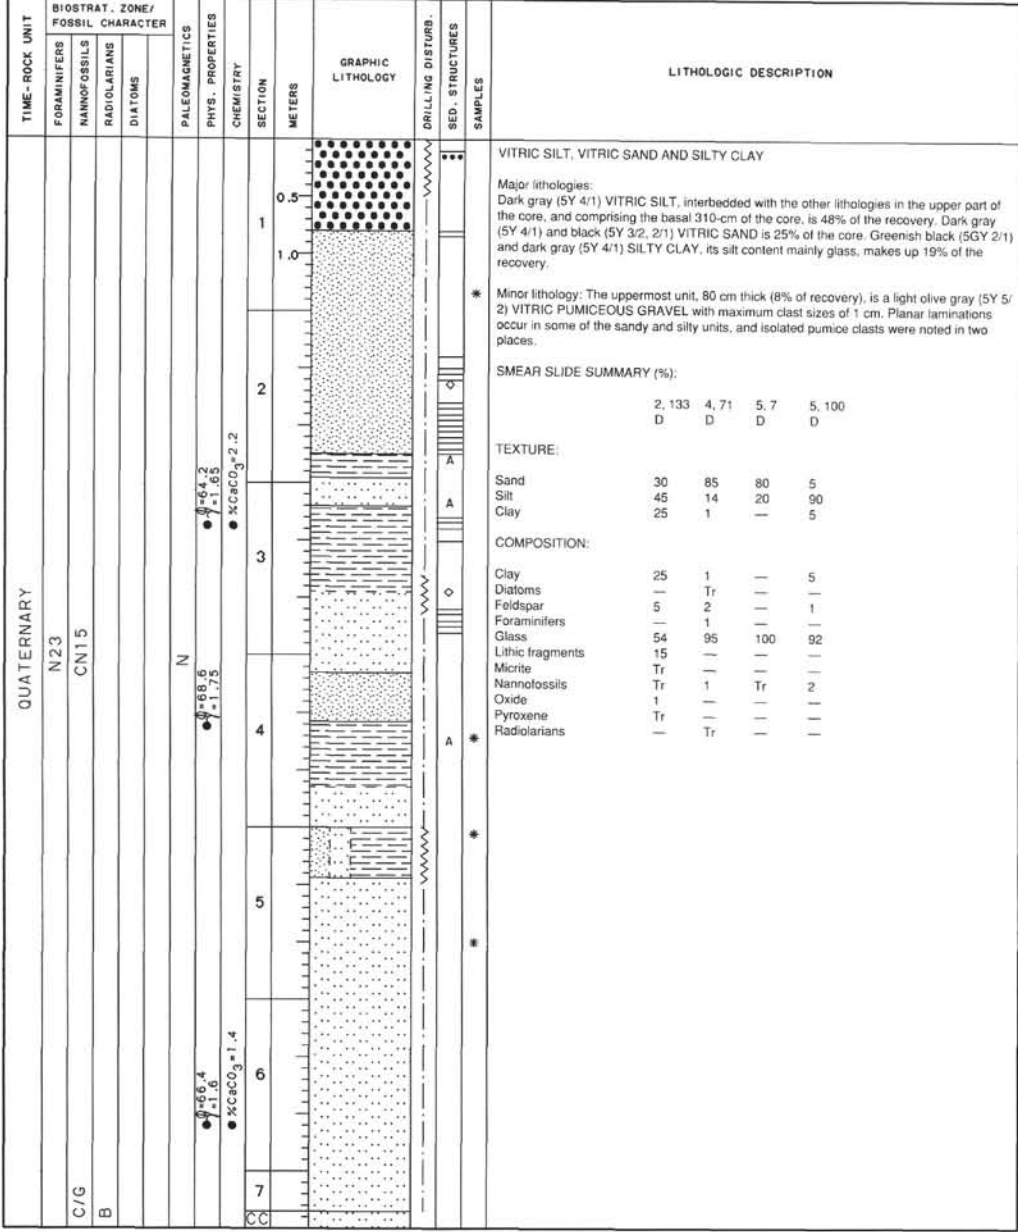 TIME-ROCK UNIT
BIOSTRAT. ZONE/
FOSSIL CHARACTER
FORAMINIFERS
NANNOFOSSILS
RADIOLARIANS
DIATOMS
PALEOMAGNETICS
PHYS. PROPERTIES
CHEMISTRY
SECTION
METERS
GRAPHIC
LITHOLOGY
DRILLING DISTURB.
SED. STRUCTURES
SAMPLES
LITHOLOGIC DESCRIPTION
QUATERNARY
N23
CN15
C/G
B
N
Φ=64.2
γ=1.65
Φ=68.6
γ=1.75
Φ=66.4
γ=1.6
%CaCO3=2.2
%CaCO3=1.4
1
2
3
4
5
6
7
CC
0.5
1.0
A
A
A
*
*
*
*
VITRIC SILT, VITRIC SAND AND SILTY CLAY
Major lithologies:
Dark gray (5Y 4/1) VITRIC SILT, interbedded with the other lithologies in the upper part of
the core, and comprising the basal 310-cm of the core, is 48% of the recovery. Dark gray
(5Y 4/1) and black (5Y 3/2, 2/1) VITRIC SAND is 25% of the core. Greenish black (5GY 2/1)
and dark gray (5Y 4/1) SILTY CLAY, its silt content mainly glass, makes up 19% of the
recovery.
Minor lithology: The uppermost unit, 80 cm thick (8% of recovery), is a light olive gray (5Y 5/
2) VITRIC PUMICEOUS GRAVEL with maximum clast sizes of 1 cm. Planar laminations
occur in some of the sandy and silty units, and isolated pumice clasts were noted in two
places.
SMEAR SLIDE SUMMARY (%):
2, 133 4, 71 5, 7 5, 100
D D D D
TEXTURE:
Sand 30 85 80 5
Silt 45 14 20 90
Clay 25 1 — 5
COMPOSITION:
Clay 25 1 — 5
Diatoms — Tr — —
Feldspar 5 2 — 1
Foraminifers — 1 — —
Glass 54 95 100 92
Lithic fragments 15 — — —
Micrite Tr — — —
Nannofossils Tr 1 Tr 2
Oxide 1 — — —
Pyroxene Tr — — —
Radiolarians — Tr — —